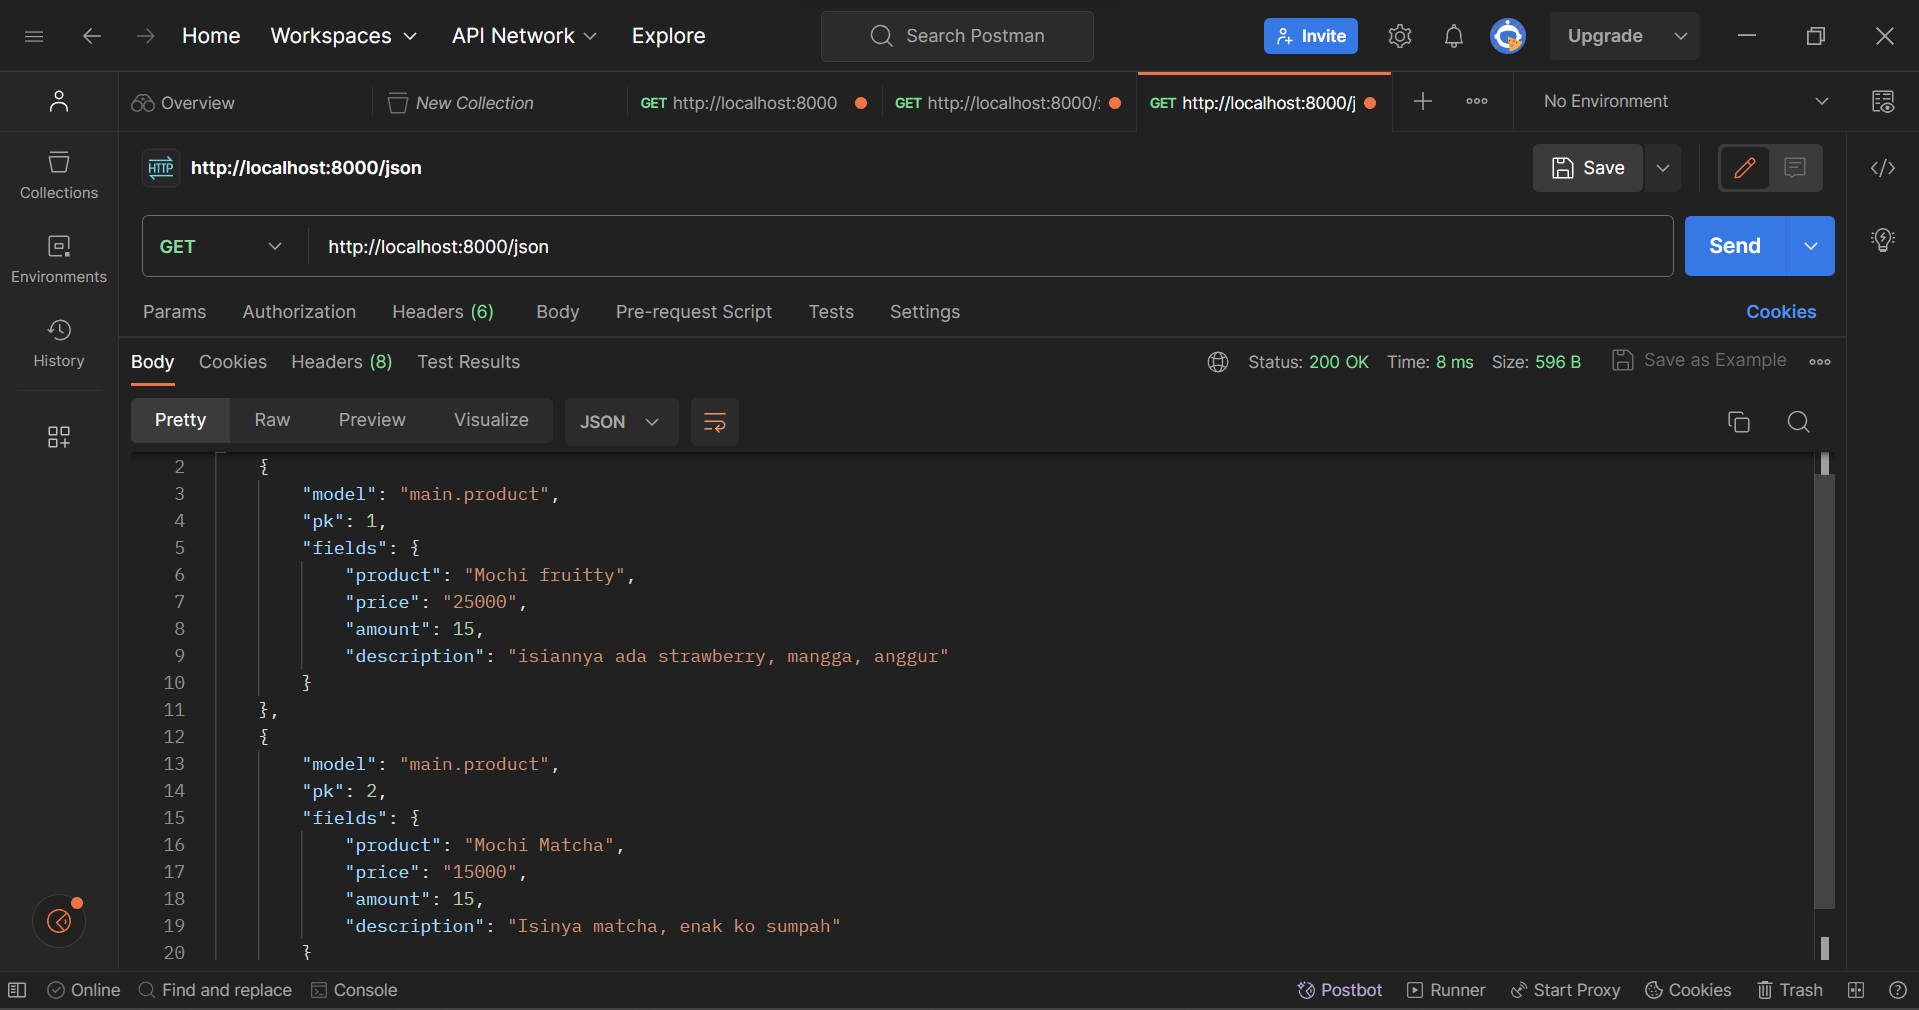 Home Workspaces API Network Explore Search Postman Invite Upgrade
Overview New Collection GET http://localhost:8000 GET http://localhost:8000/: GET http://localhost:8000/j No Environment
HTTP http://localhost:8000/json Save
Collections
Environments
History
GET http://localhost:8000/json Send
Params Authorization Headers (6) Body Pre-request Script Tests Settings Cookies
Body Cookies Headers (8) Test Results Status: 200 OK Time: 8 ms Size: 596 B Save as Example
Pretty Raw Preview Visualize JSON
2 {
3 "model": "main.product",
4 "pk": 1,
5 "fields": {
6 "product": "Mochi fruitty",
7 "price": "25000",
8 "amount": 15,
9 "description": "isiannya ada strawberry, mangga, anggur"
10 }
11 },
12 {
13 "model": "main.product",
14 "pk": 2,
15 "fields": {
16 "product": "Mochi Matcha",
17 "price": "15000",
18 "amount": 15,
19 "description": "Isinya matcha, enak ko sumpah"
20 }
Online Find and replace Console Postbot Runner Start Proxy Cookies Trash